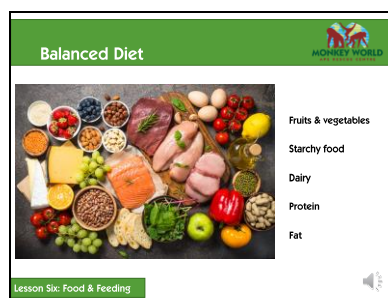 Balanced Diet
MONKEY WORLD
APE RESCUE CENTRE
Fruits & vegetables
Starchy food
Dairy
Protein
Fat
Lesson Six: Food & Feeding